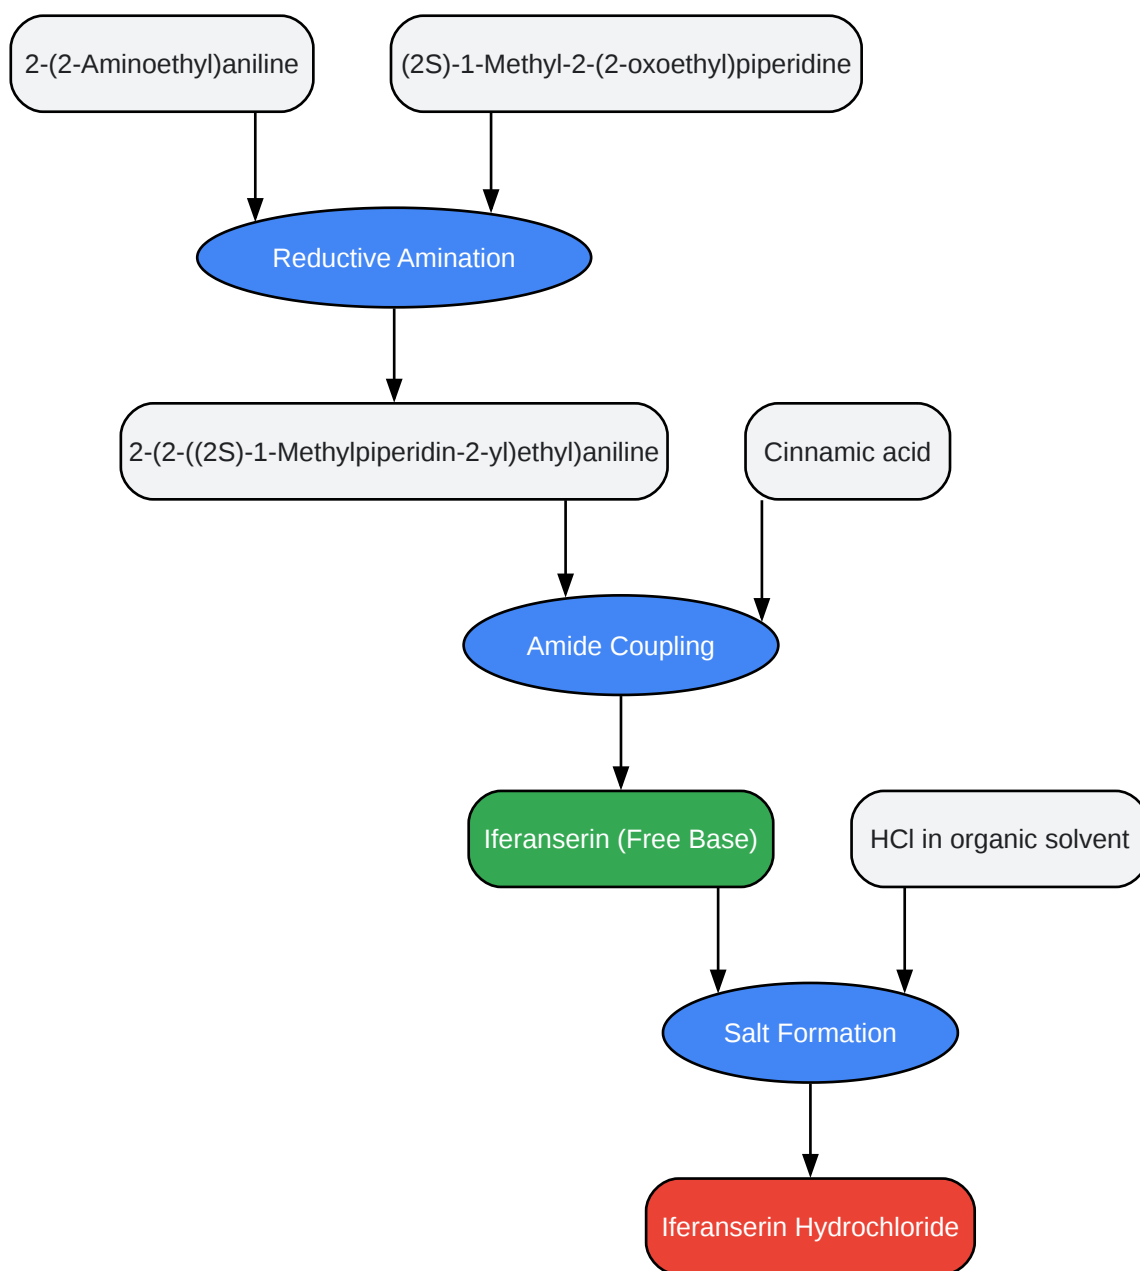 2-(2-Aminoethyl)aniline
(2S)-1-Methyl-2-(2-oxoethyl)piperidine
Reductive Amination
2-(2-((2S)-1-Methylpiperidin-2-yl)ethyl)aniline
Cinnamic acid
Amide Coupling
Iferanserin (Free Base)
HCl in organic solvent
Salt Formation
Iferanserin Hydrochloride